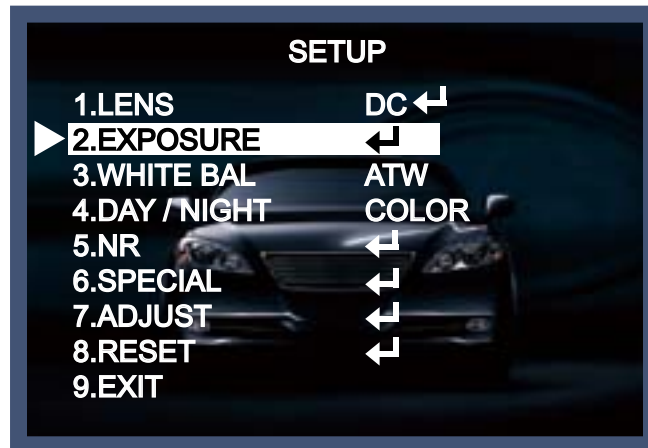 SETUP
1.LENS DC
2.EXPOSURE
3.WHITE BAL ATW
4.DAY / NIGHT COLOR
5.NR
6.SPECIAL
7.ADJUST
8.RESET
9.EXIT